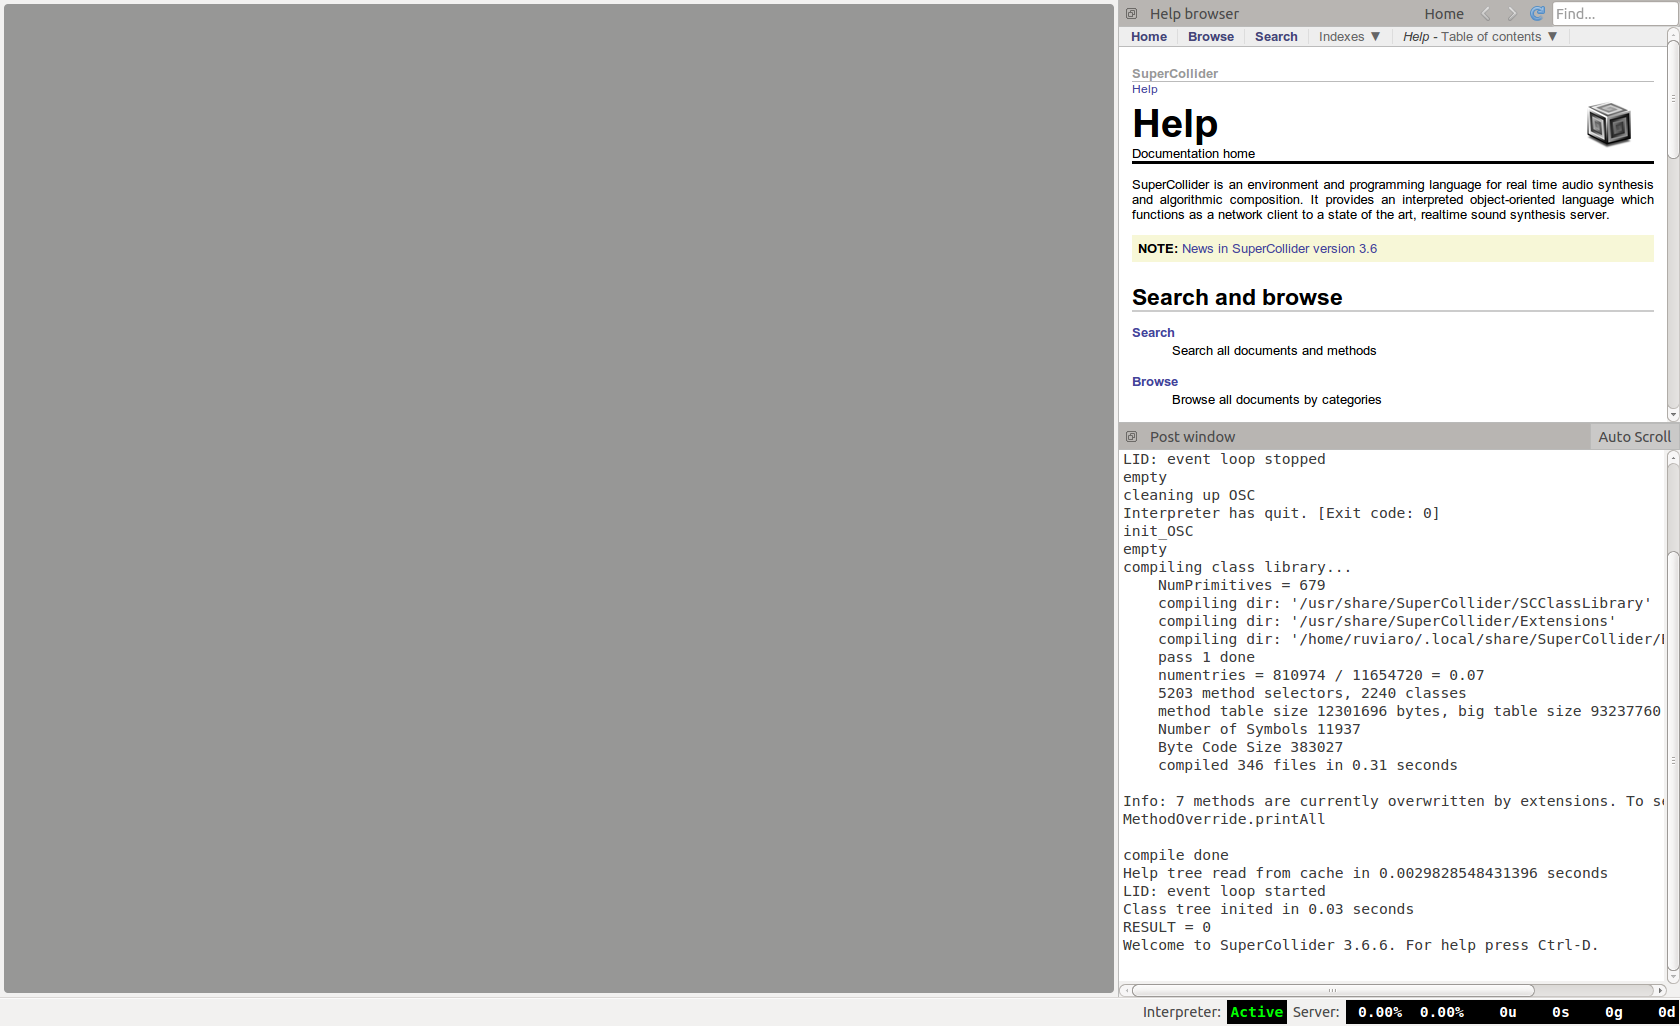 Help browser Home Find...
Home Browse Search Indexes ▼ Help - Table of contents ▼
SuperCollider
Help
Help
Documentation home
SuperCollider is an environment and programming language for real time audio synthesis
and algorithmic composition. It provides an interpreted object-oriented language which
functions as a network client to a state of the art, realtime sound synthesis server.
NOTE: News in SuperCollider version 3.6
Search and browse
Search
Search all documents and methods
Browse
Browse all documents by categories
Post window Auto Scroll
LID: event loop stopped
empty
cleaning up OSC
Interpreter has quit. [Exit code: 0]
init_OSC
empty
compiling class library...
NumPrimitives = 679
compiling dir: '/usr/share/SuperCollider/SCClassLibrary'
compiling dir: '/usr/share/SuperCollider/Extensions'
compiling dir: '/home/ruviaro/.local/share/SuperCollider/
pass 1 done
numentries = 810974 / 11654720 = 0.07
5203 method selectors, 2240 classes
method table size 12301696 bytes, big table size 93237760
Number of Symbols 11937
Byte Code Size 383027
compiled 346 files in 0.31 seconds
Info: 7 methods are currently overwritten by extensions. To
MethodOverride.printAll
compile done
Help tree read from cache in 0.0029828548431396 seconds
LID: event loop started
Class tree inited in 0.03 seconds
RESULT = 0
Welcome to SuperCollider 3.6.6. For help press Ctrl-D.
Interpreter: Active Server: 0.00% 0.00% 0u 0s 0g 0d